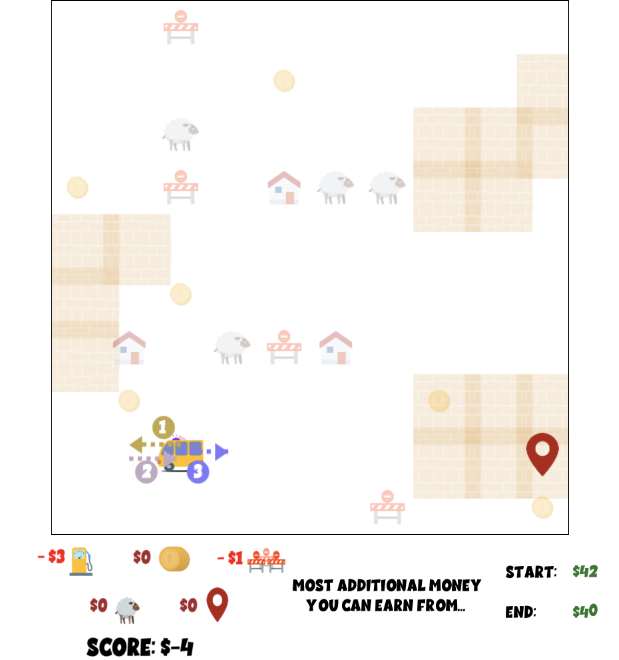 1
2
3
- $3
$0
- $1
$0
$0
SCORE: $-4
MOST ADDITIONAL MONEY
YOU CAN EARN FROM...
START: $42
END: $40